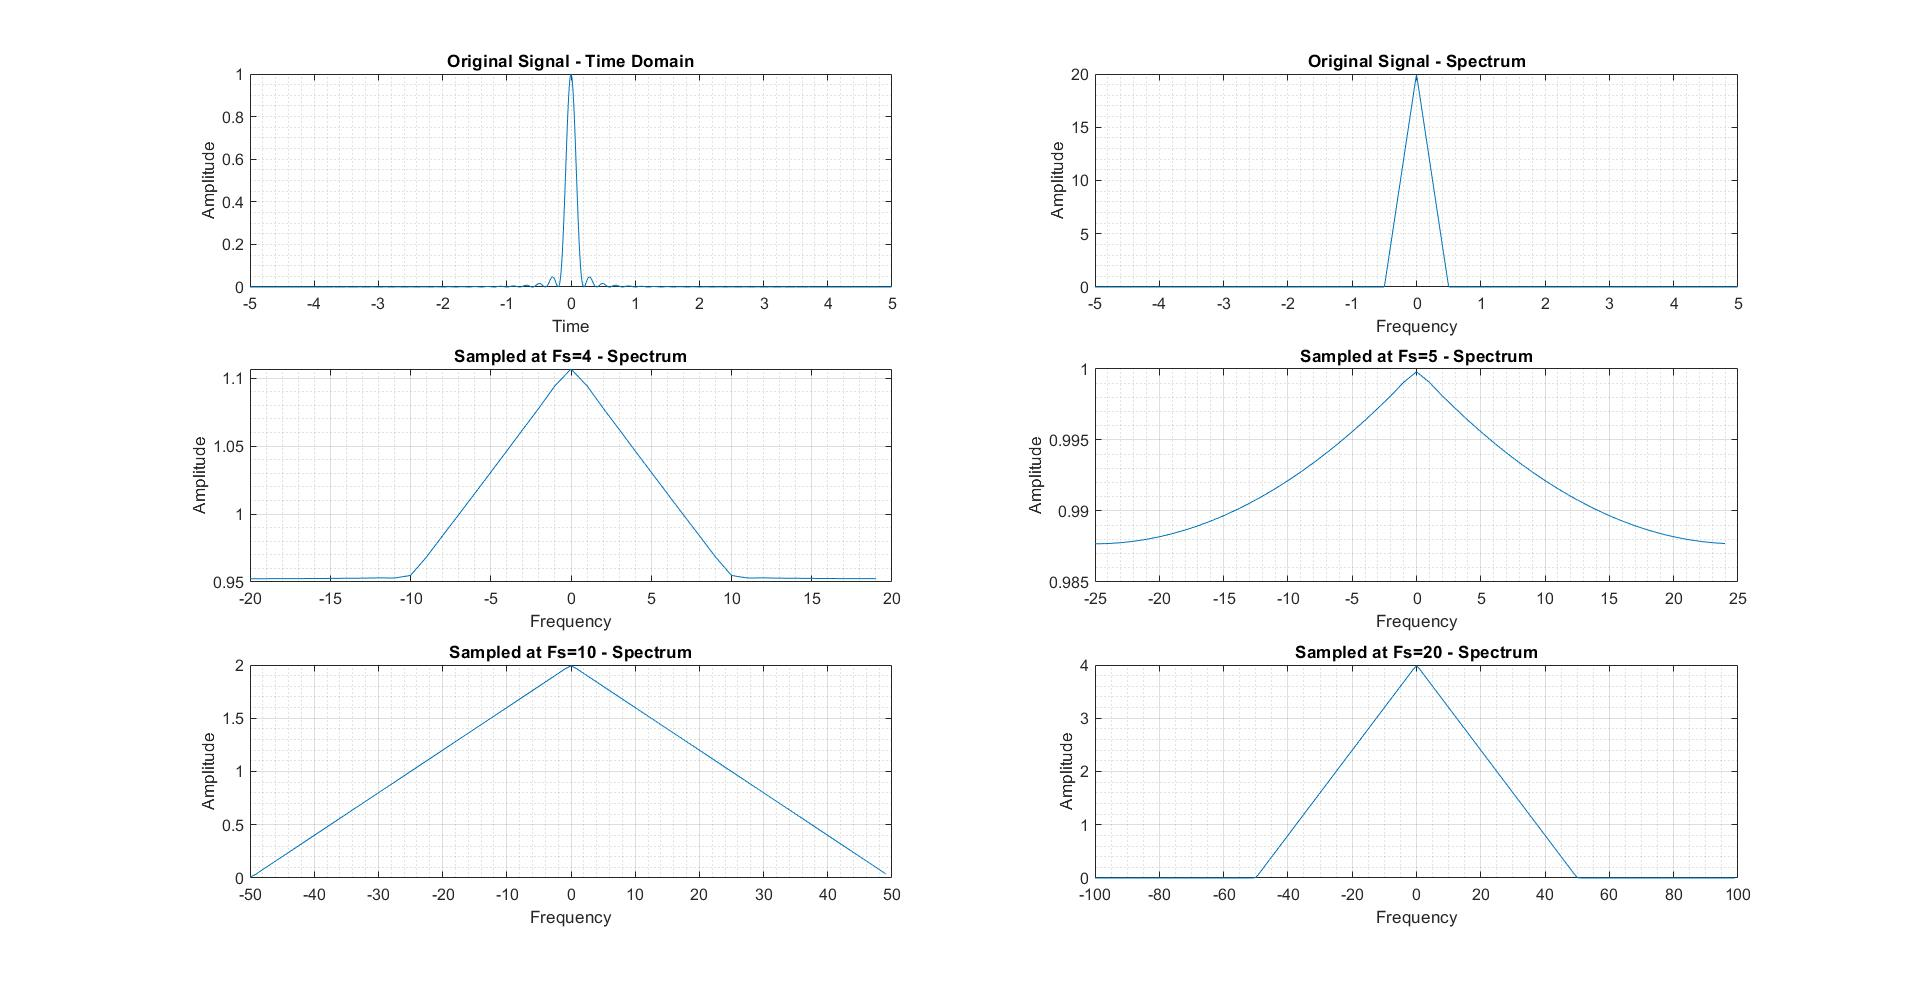 Original Signal - Time Domain
1
0.8
0.6
0.4
0.2
0
Amplitude
-5 -4 -3 -2 -1 0 1 2 3 4 5
Time
Original Signal - Spectrum
20
15
10
5
0
Amplitude
-5 -4 -3 -2 -1 0 1 2 3 4 5
Frequency
Sampled at Fs=4 - Spectrum
1.1
1.05
1
0.95
Amplitude
-20 -15 -10 -5 0 5 10 15 20
Frequency
Sampled at Fs=5 - Spectrum
1
0.995
0.99
0.985
Amplitude
-25 -20 -15 -10 -5 0 5 10 15 20 25
Frequency
Sampled at Fs=10 - Spectrum
2
1.5
1
0.5
0
Amplitude
-50 -40 -30 -20 -10 0 10 20 30 40 50
Frequency
Sampled at Fs=20 - Spectrum
4
3
2
1
0
Amplitude
-100 -80 -60 -40 -20 0 20 40 60 80 100
Frequency